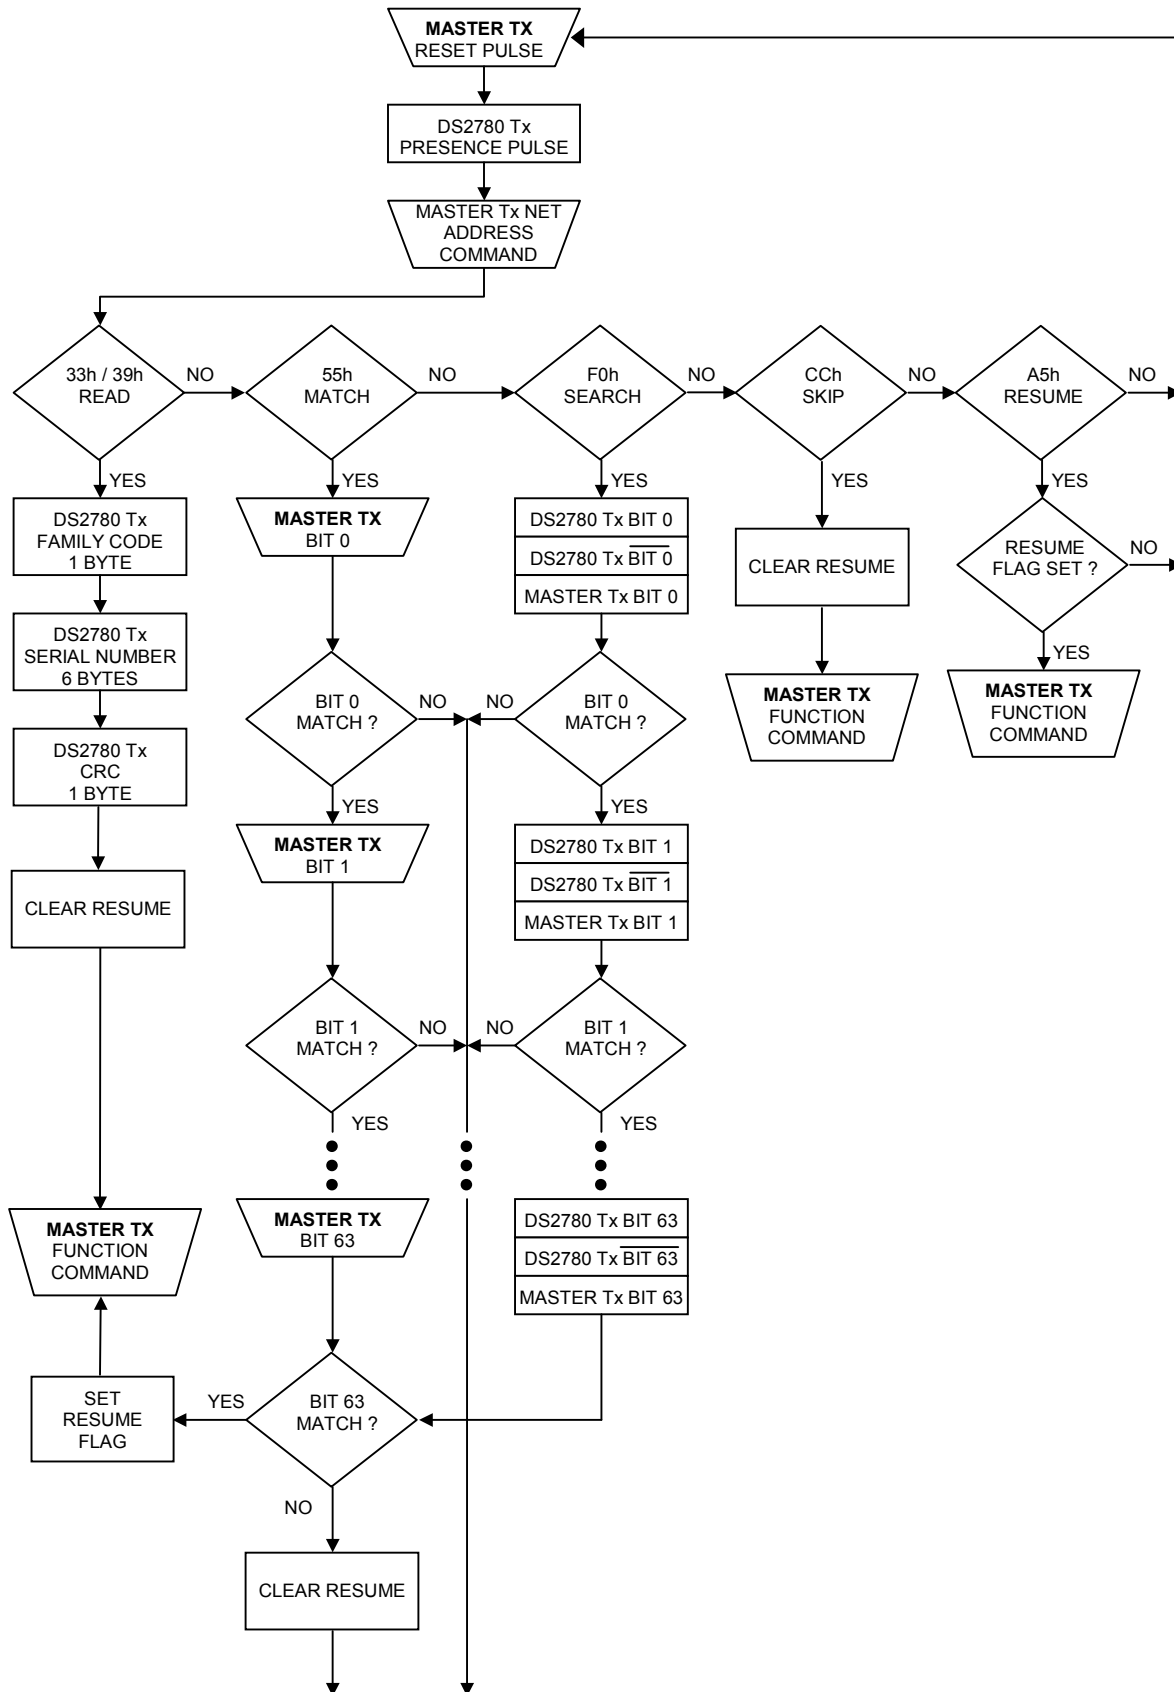 MASTER TX
RESET PULSE
DS2780 Tx
PRESENCE PULSE
MASTER Tx NET
ADDRESS
COMMAND
33h / 39h
READ
NO
55h
MATCH
NO
F0h
SEARCH
NO
CCh
SKIP
NO
A5h
RESUME
NO
YES
YES
YES
YES
YES
DS2780 Tx
FAMILY CODE
1 BYTE
DS2780 Tx
SERIAL NUMBER
6 BYTES
DS2780 Tx
CRC
1 BYTE
CLEAR RESUME
MASTER TX
FUNCTION
COMMAND
SET
RESUME
FLAG
MASTER TX
BIT 0
BIT 0
MATCH ?
NO
YES
MASTER TX
BIT 1
BIT 1
MATCH ?
NO
YES
MASTER TX
BIT 63
BIT 63
MATCH ?
YES
NO
CLEAR RESUME
DS2780 Tx BIT 0
DS2780 Tx BIT 0
MASTER Tx BIT 0
NO
BIT 0
MATCH ?
YES
DS2780 Tx BIT 1
DS2780 Tx BIT 1
MASTER Tx BIT 1
NO
BIT 1
MATCH ?
YES
DS2780 Tx BIT 63
DS2780 Tx BIT 63
MASTER Tx BIT 63
CLEAR RESUME
MASTER TX
FUNCTION
COMMAND
RESUME
FLAG SET ?
NO
YES
MASTER TX
FUNCTION
COMMAND